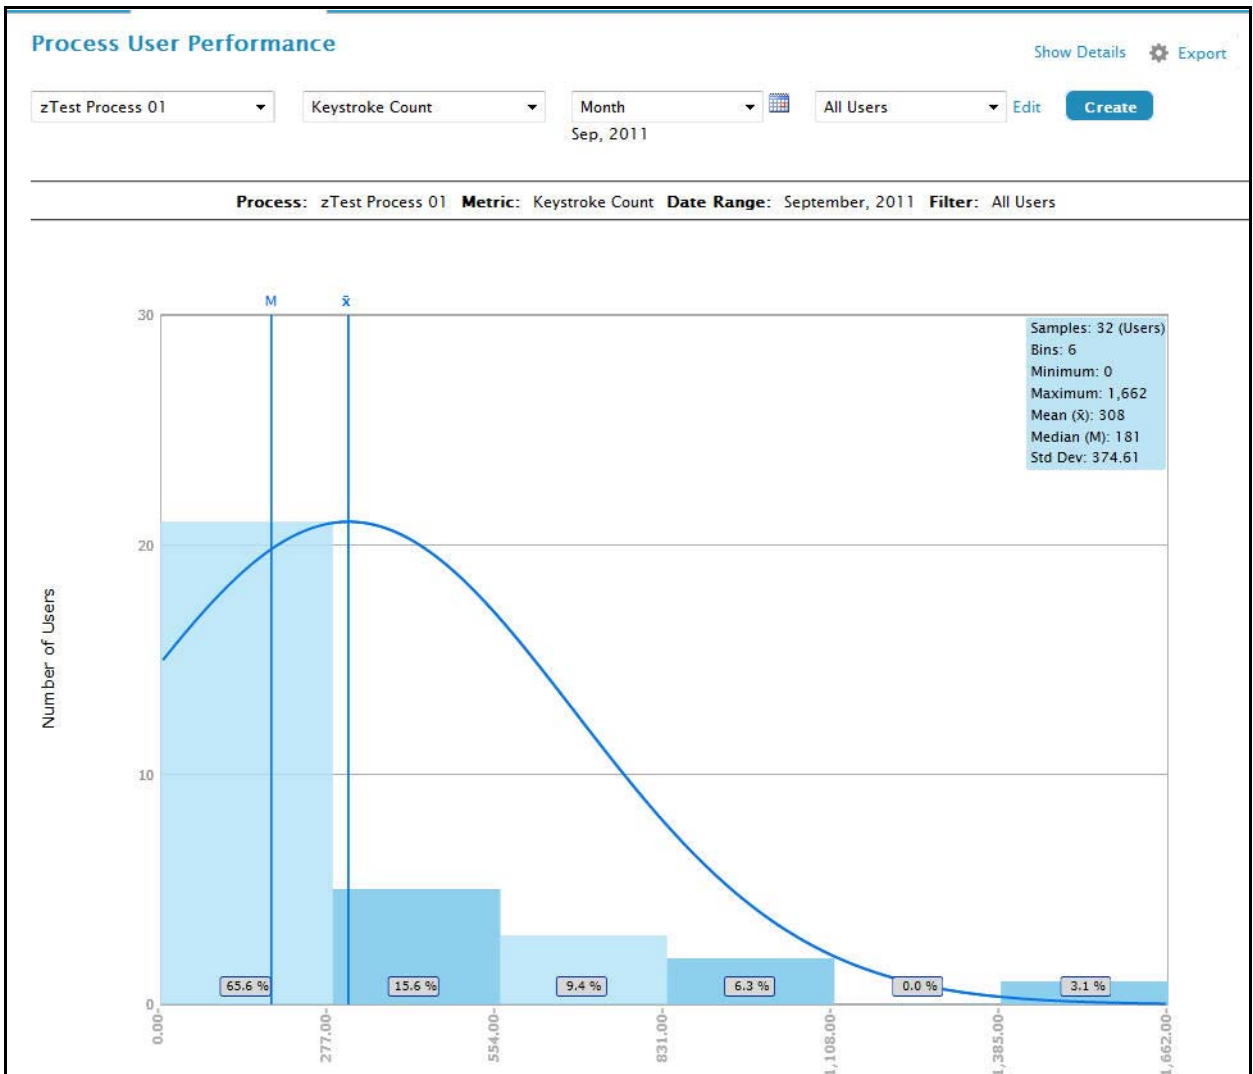 Process User Performance
Show Details Export
zTest Process 01 Keystroke Count Month All Users Edit Create
Sep, 2011
Process: zTest Process 01 Metric: Keystroke Count Date Range: September, 2011 Filter: All Users
M x̄
30
Samples: 32 (Users)
Bins: 6
Minimum: 0
Maximum: 1,662
Mean (x̄): 308
Median (M): 181
Std Dev: 374.61
20
Number of Users
10
65.6 % 15.6 % 9.4 % 6.3 % 0.0 % 3.1 %
0
0.00- 277.00- 554.00- 831.00- 1,108.00- 1,385.00- 1,662.00-